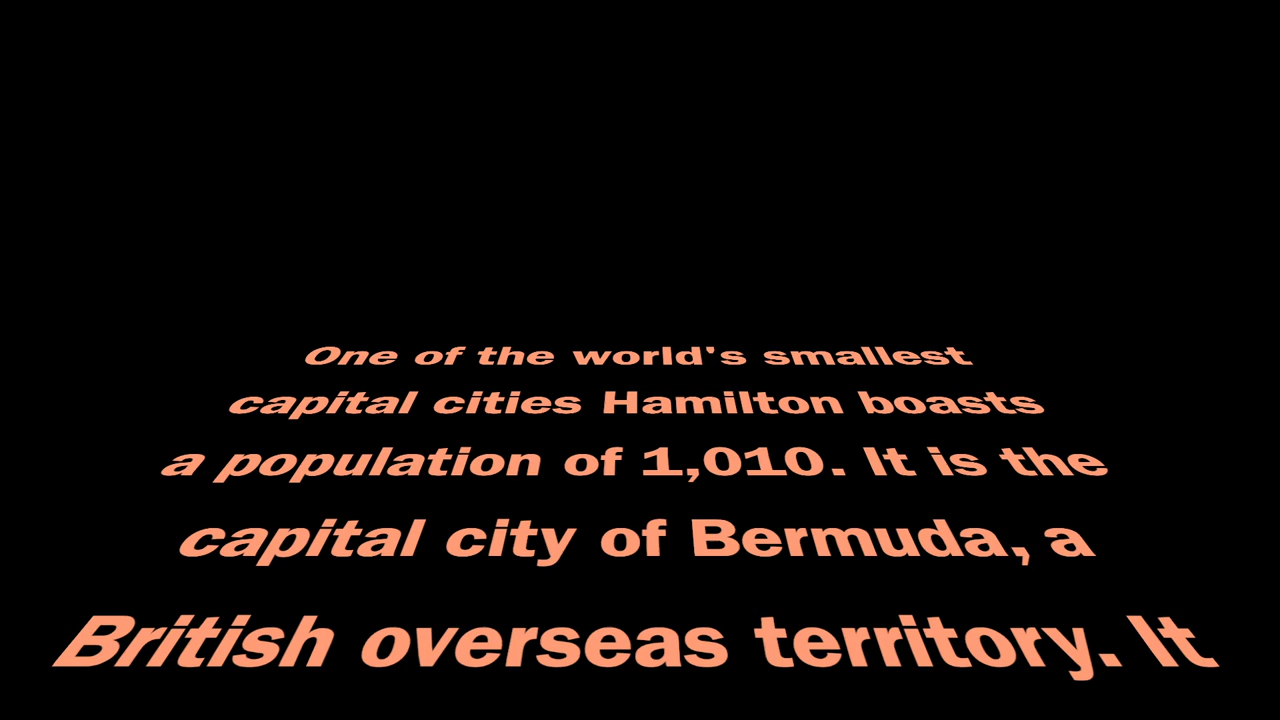 One of the world's smallest
capital cities Hamilton boasts
a population of 1,010. It is the
capital city of Bermuda, a
British overseas territory. It